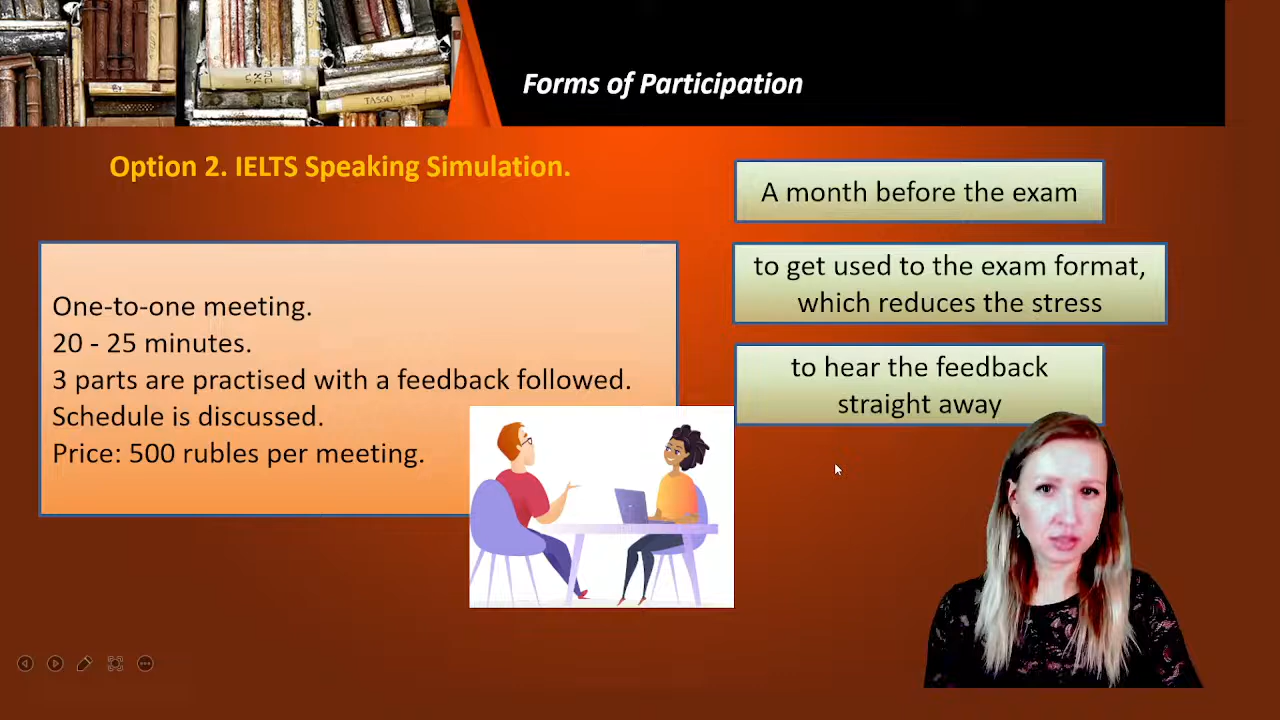 TASSO
Forms of Participation
Option 2. IELTS Speaking Simulation.
One-to-one meeting.
20 - 25 minutes.
3 parts are practised with a feedback followed.
Schedule is discussed.
Price: 500 rubles per meeting.
A month before the exam
to get used to the exam format,
which reduces the stress
to hear the feedback
straight away